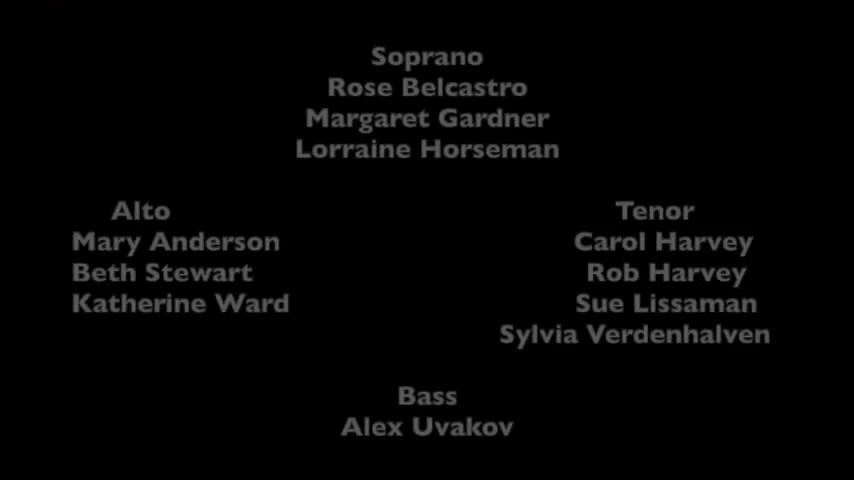 Soprano
Rose Belcastro
Margaret Gardner
Lorraine Horseman
Alto
Mary Anderson
Beth Stewart
Katherine Ward
Tenor
Carol Harvey
Rob Harvey
Sue Lissaman
Sylvia Verdenhalven
Bass
Alex Uvakov